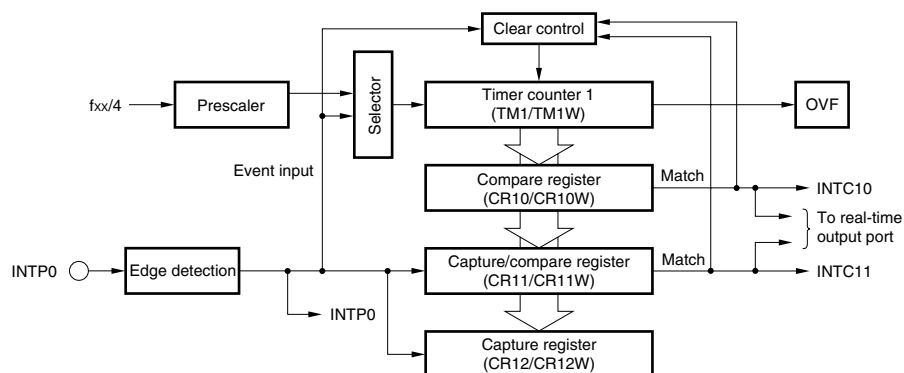 Clear control
fxx/4
Prescaler
Selector
Timer counter 1
(TM1/TM1W)
OVF
Event input
Compare register
(CR10/CR10W)
Match
INTC10
To real-time
output port
INTP0
Edge detection
Capture/compare register
(CR11/CR11W)
Match
INTC11
INTP0
Capture register
(CR12/CR12W)